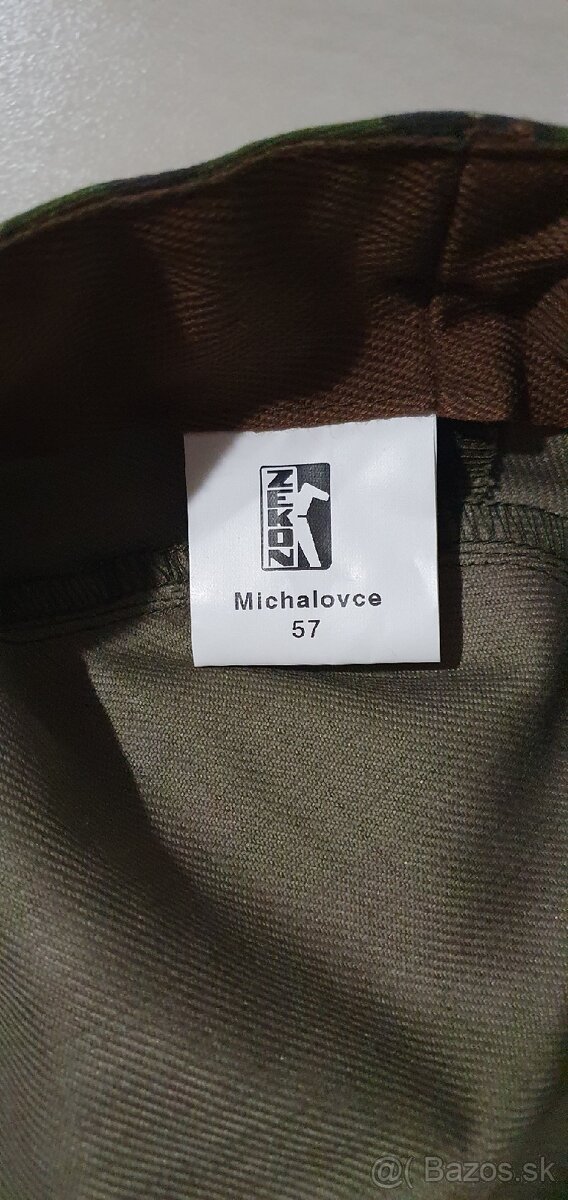 ZEKON
Michalovce
57
@( Bazos.sk